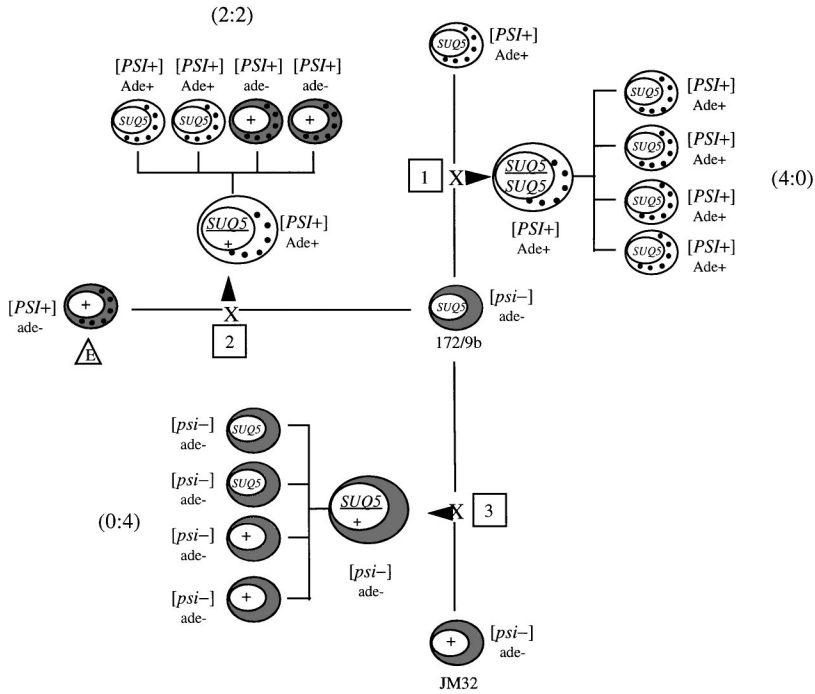 (2:2)
[PSI+] [PSI+] [PSI+] [PSI+]
Ade+ Ade+ ade- ade-
SUQ5 SUQ5 + +
SUQ5
+
[PSI+]
Ade+
[PSI+]
ade-
+
E
X
2
SUQ5
[PSI+]
Ade+
1
X
SUQ5
SUQ5
[PSI+]
Ade+
SUQ5
[PSI+]
Ade+
SUQ5
[PSI+]
Ade+
SUQ5
[PSI+]
Ade+
SUQ5
[PSI+]
Ade+
(4:0)
SUQ5
[psi−]
ade-
172/9b
(0:4)
[psi−]
ade-
SUQ5
[psi−]
ade-
SUQ5
[psi−]
ade-
+
[psi−]
ade-
+
SUQ5
+
[psi−]
ade-
X
3
+
[psi−]
ade-
JM32